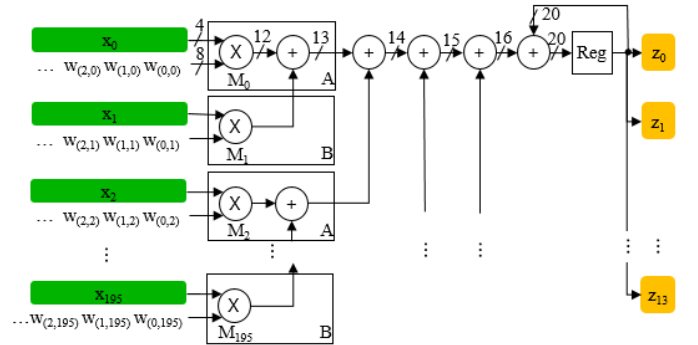 20
4 12 13 14 15 16 20
x₀ X + + + + + Reg z₀
... W(2,0) W(1,0) W(0,0) 8 M₀ A
x₁ X z₁
... W(2,1) W(1,1) W(0,1) M₁ B
x₂ X +
... W(2,2) W(1,2) W(0,2) M₂ A
⋮ ⋮ ⋮ ⋮ ⋮ ⋮
x₁₉₅ X z₁₃
...W(2,195) W(1,195) W(0,195) M₁₉₅ B